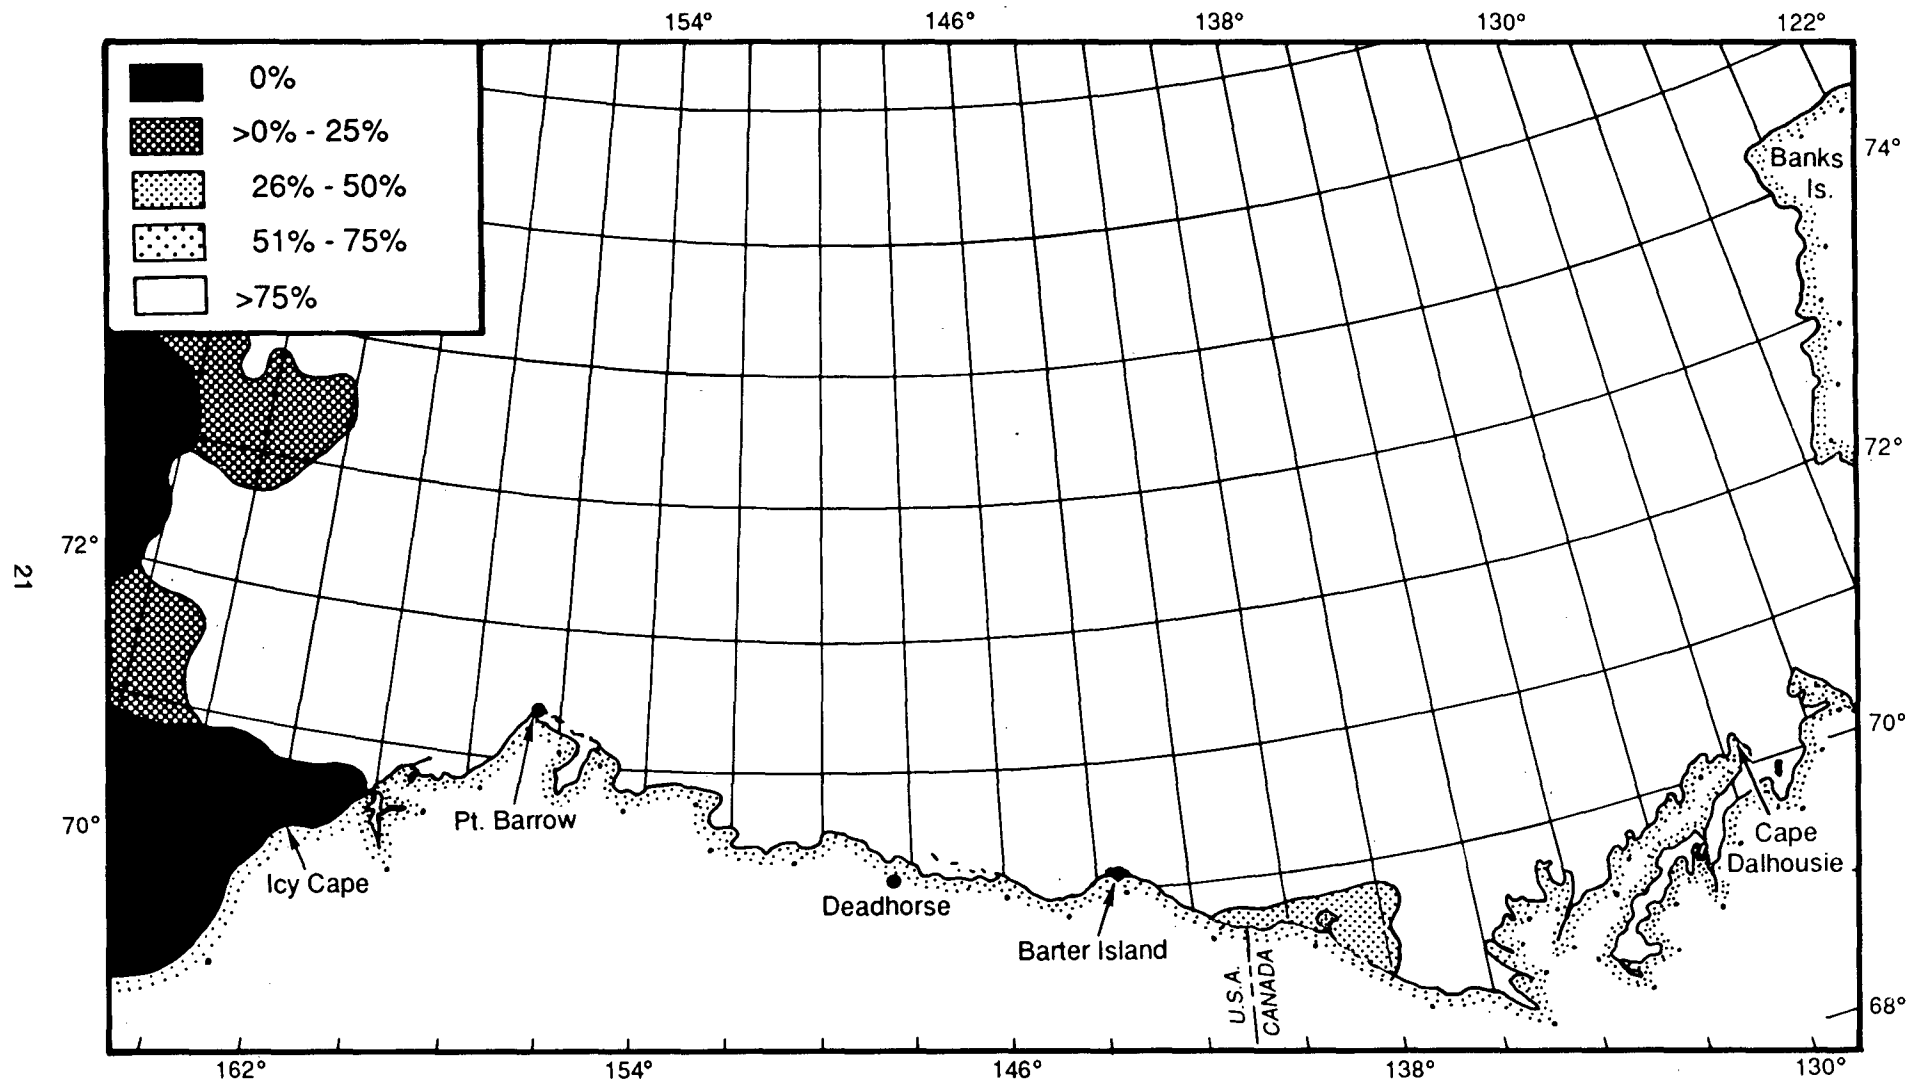 154°
146°
138°
130°
122°
0%
>0% - 25%
26% - 50%
51% - 75%
>75%
Banks
Is.
74°
72°
72°
21
70°
70°
Pt. Barrow
Icy Cape
Deadhorse
Barter Island
Cape
Dalhousie
U.S.A.
CANADA
68°
162°
154°
146°
138°
130°